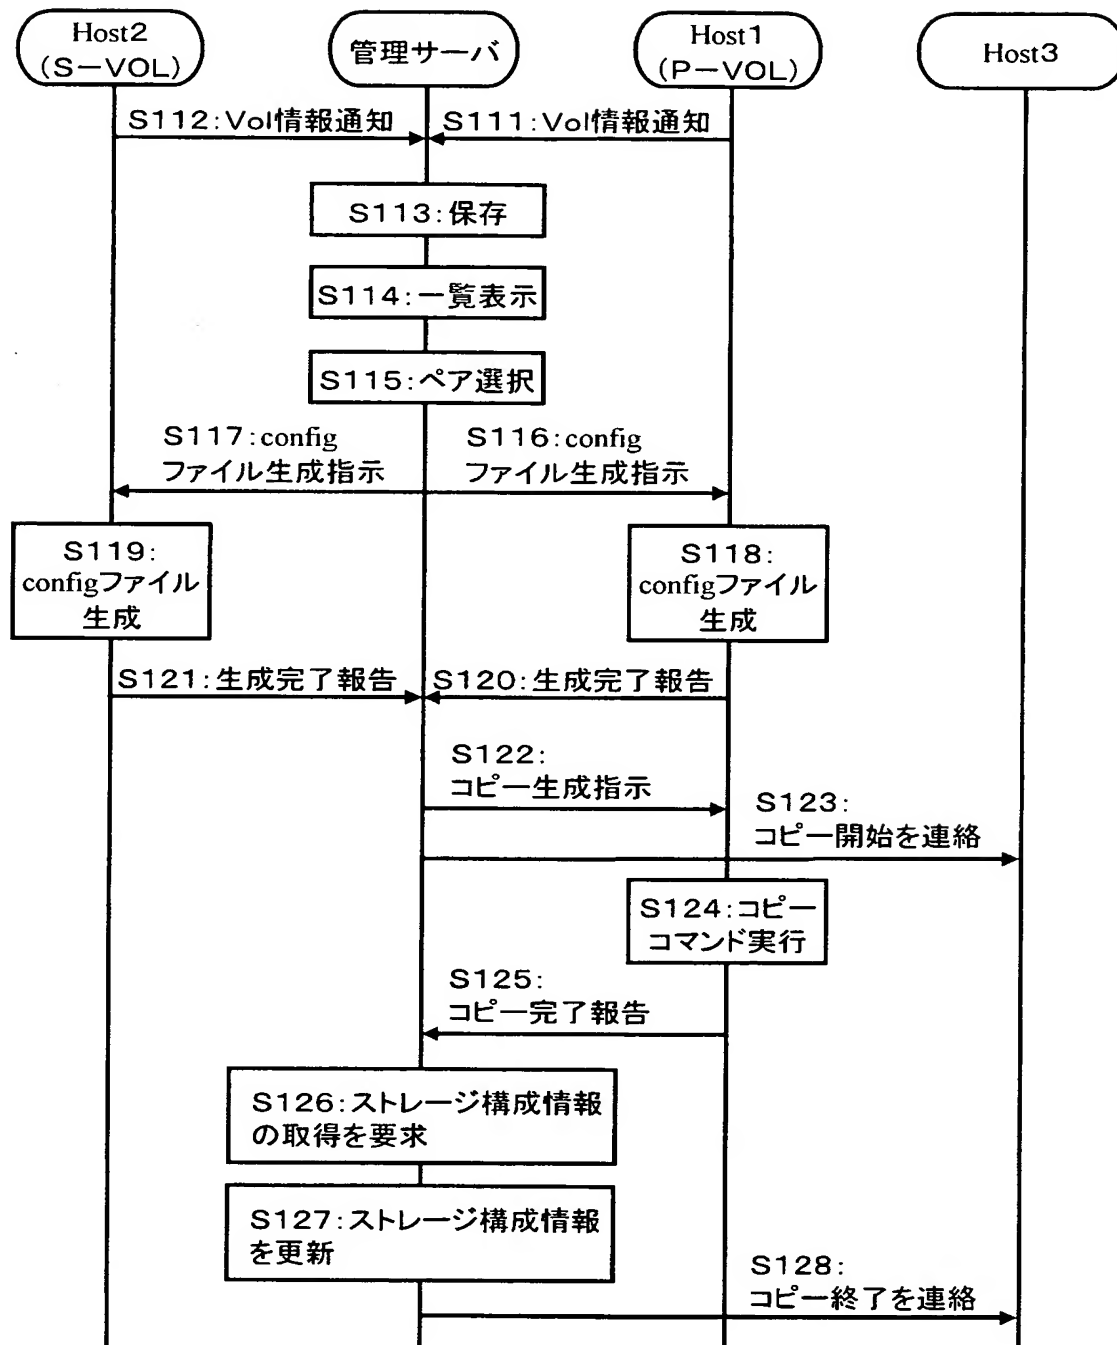 Host2
(S－VOL)
管理サーバ
Host1
(P－VOL)
Host3
S112:Vol情報通知
S111:Vol情報通知
S113:保存
S114:一覧表示
S115:ペア選択
S117:config
ファイル生成指示
S116:config
ファイル生成指示
S119:
configファイル
生成
S118:
configファイル
生成
S121:生成完了報告
S120:生成完了報告
S122:
コピー生成指示
S123:
コピー開始を連絡
S124:コピー
コマンド実行
S125:
コピー完了報告
S126:ストレージ構成情報
の取得を要求
S127:ストレージ構成情報
を更新
S128:
コピー終了を連絡